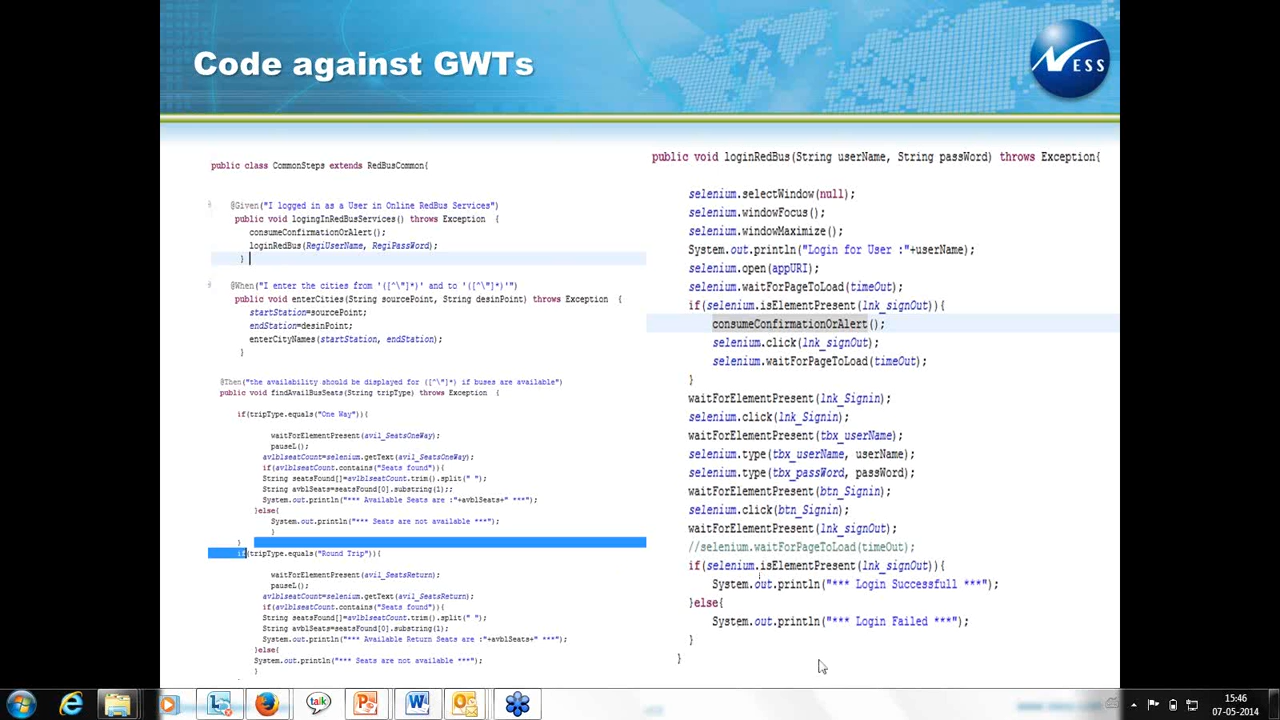 Code against GWTs
NESS
public class CommonSteps extends RedBusCommon{
@Given("I logged in as a User in Online RedBus Services")
public void logingInRedBusServices() throws Exception {
consumeConfirmationOrAlert();
loginRedBus(RegiUserName, RegiPassWord);
}
@When("I enter the cities from '([^\"]*)' and to '([^\"]*)'")
public void enterCities(String sourcePoint, String desinPoint) throws Exception {
startStation=sourcePoint;
endStation=desinPoint;
enterCityNames(startStation, endStation);
}
@Then("the availability should be displayed for ([^\"]*) if buses are available")
public void findAvailBusSeats(String tripType) throws Exception {
if(tripType.equals("One Way")){
waitForElementPresent(avil_SeatsOneWay);
pauseL();
avlblseatCount=selenium.getText(avil_SeatsOneWay);
if(avlblseatCount.contains("Seats found")){
String seatsFound[]=avlblseatCount.trim().split(" ");
String avblSeats=seatsFound[0].substring(1);;
System.out.println("*** Available Seats are :"+avblSeats+" ***");
}else{
System.out.println("*** Seats are not available ***");
}
}
if(tripType.equals("Round Trip")){
waitForElementPresent(avil_SeatsReturn);
pauseL();
avlblseatCount=selenium.getText(avil_SeatsReturn);
if(avlblseatCount.contains("Seats found")){
String seatsFound[]=avlblseatCount.trim().split(" ");
String avblSeats=seatsFound[0].substring(1);
System.out.println("*** Available Return Seats are :"+avblSeats+" ***");
}else{
System.out.println("*** Seats are not available ***");
}
public void loginRedBus(String userName, String passWord) throws Exception{
selenium.selectWindow(null);
selenium.windowFocus();
selenium.windowMaximize();
System.out.println("Login for User :"+userName);
selenium.open(appURI);
selenium.waitForPageToLoad(timeOut);
if(selenium.isElementPresent(lnk_signOut)){
consumeConfirmationOrAlert();
selenium.click(lnk_signOut);
selenium.waitForPageToLoad(timeOut);
}
waitForElementPresent(lnk_Signin);
selenium.click(lnk_Signin);
waitForElementPresent(tbx_userName);
selenium.type(tbx_userName, userName);
selenium.type(tbx_passWord, passWord);
waitForElementPresent(btn_Signin);
selenium.click(btn_Signin);
waitForElementPresent(lnk_signOut);
//selenium.waitForPageToLoad(timeOut);
if(selenium.isElementPresent(lnk_signOut)){
System.out.println("*** Login Successfull ***");
}else{
System.out.println("*** Login Failed ***");
}
}
talk
15:46
07-05-2014